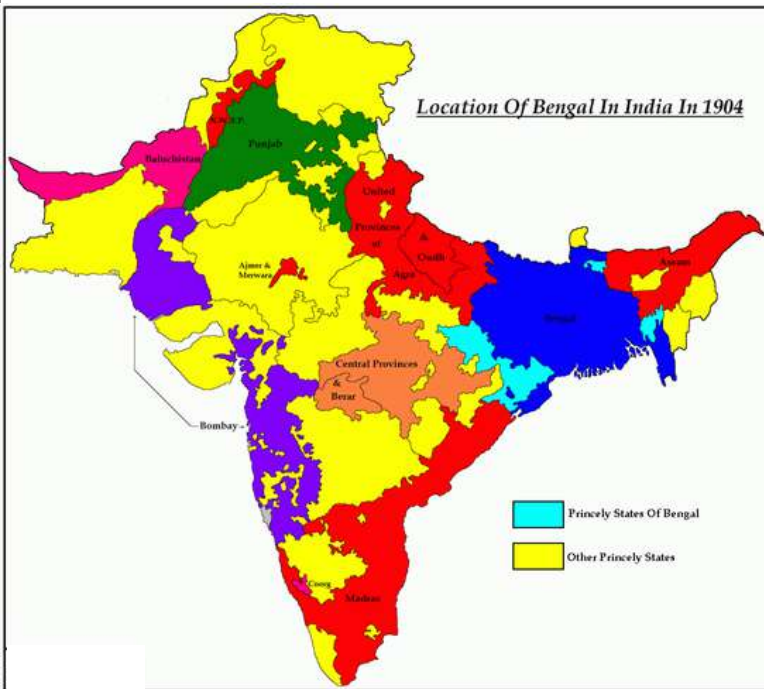 Location Of Bengal In India In 1904
N.W.F.P.
Punjab
Baluchistan
United
Provinces
of
&
Oudh
Agra
Ajmer &
Merwara
Assam
Bengal
Central Provinces
&
Berar
Bombay
Princely States Of Bengal
Other Princely States
Coorg
Madras